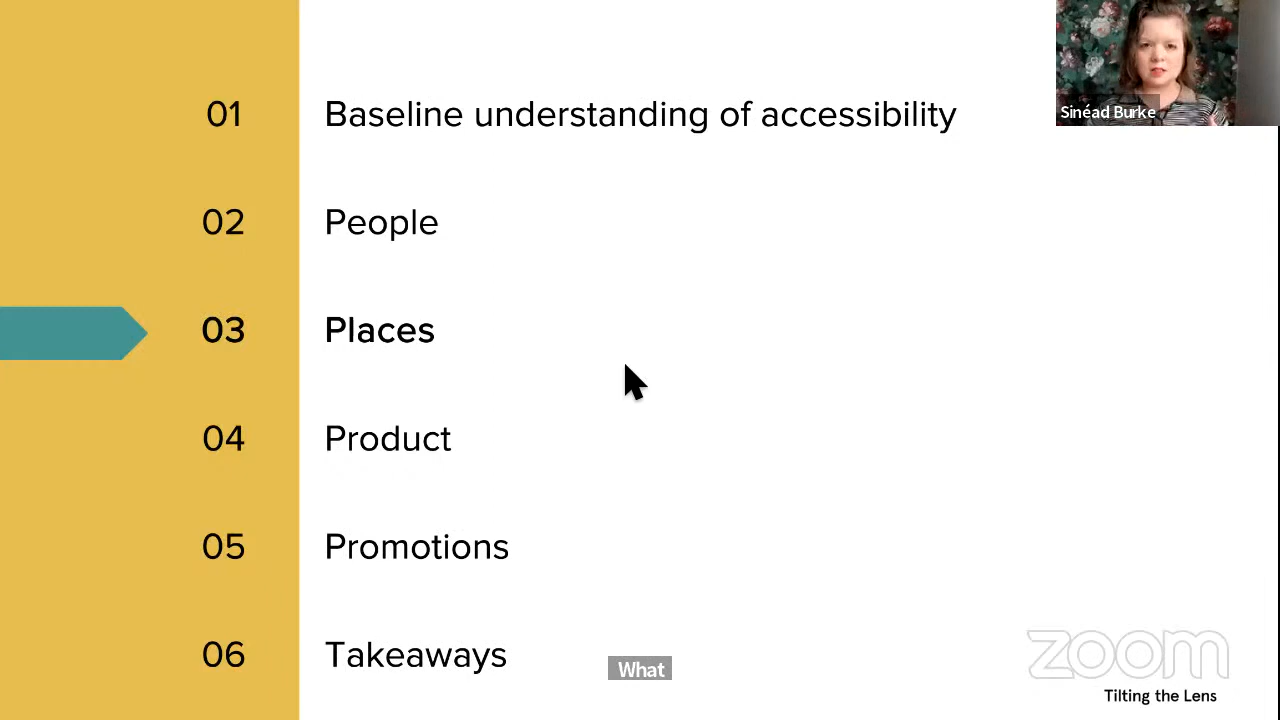 01 Baseline understanding of accessibility
Sinéad Burke
02 People
03 Places
04 Product
05 Promotions
06 Takeaways
What
zoom
Tilting the Lens